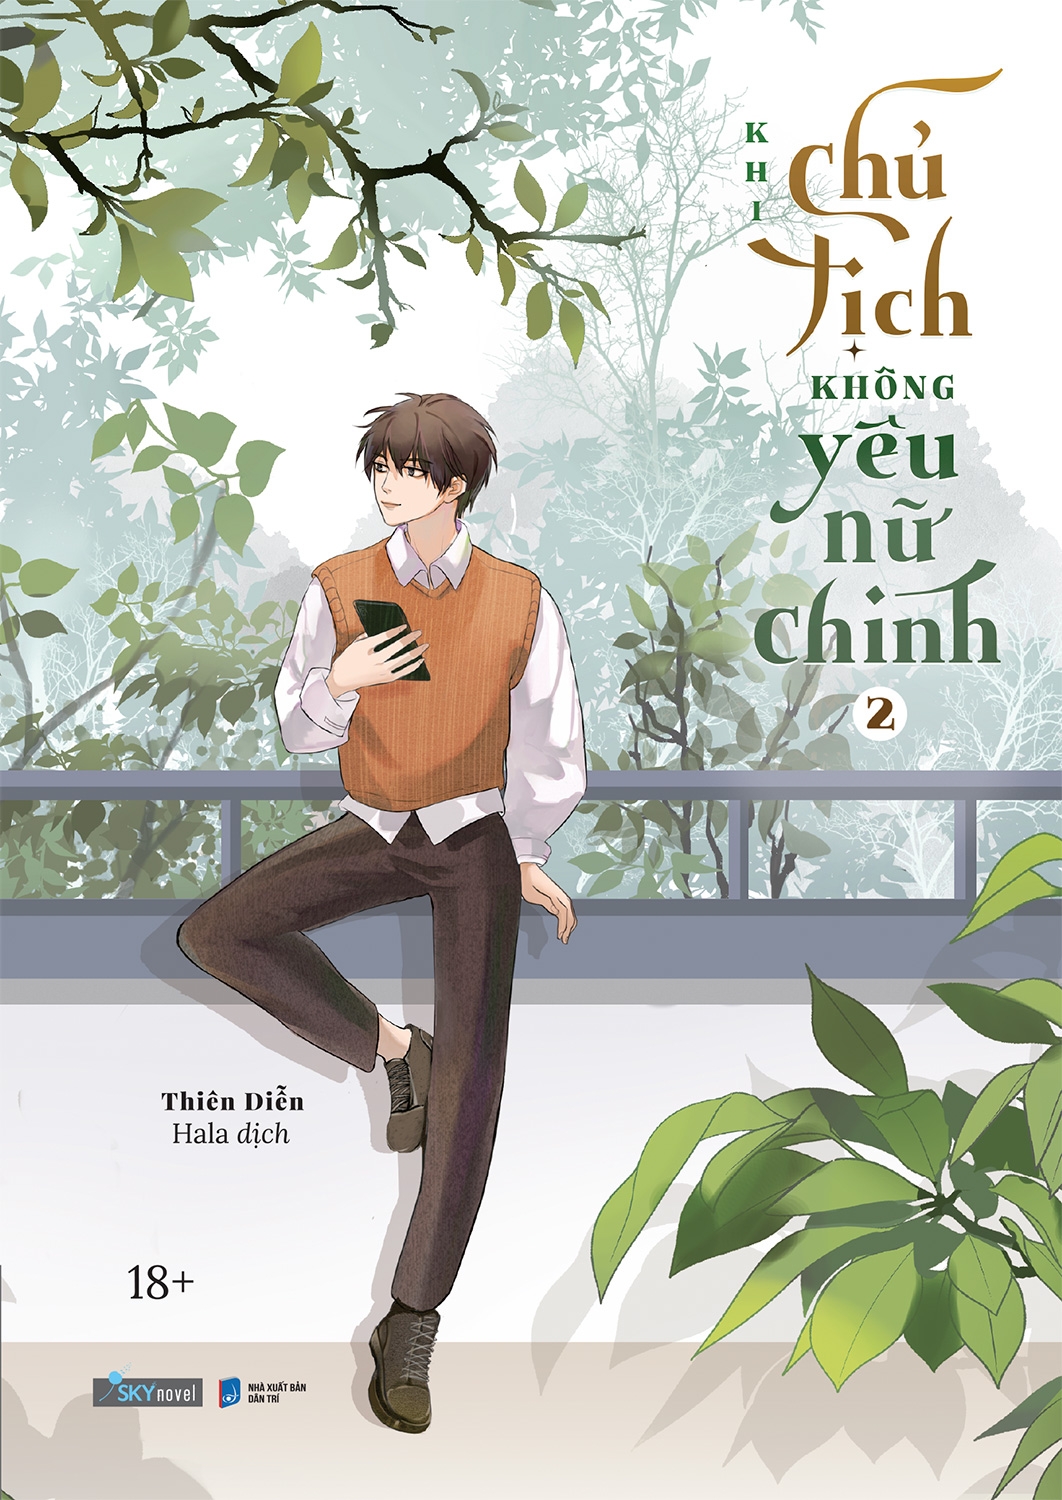 KHI
chủ
Tịch
KHÔNG
yêu
nữ
chính
2
Thiên Diễn
Hala dịch
18+
SKYnovel
NHÀ XUẤT BẢN
DÂN TRÍ